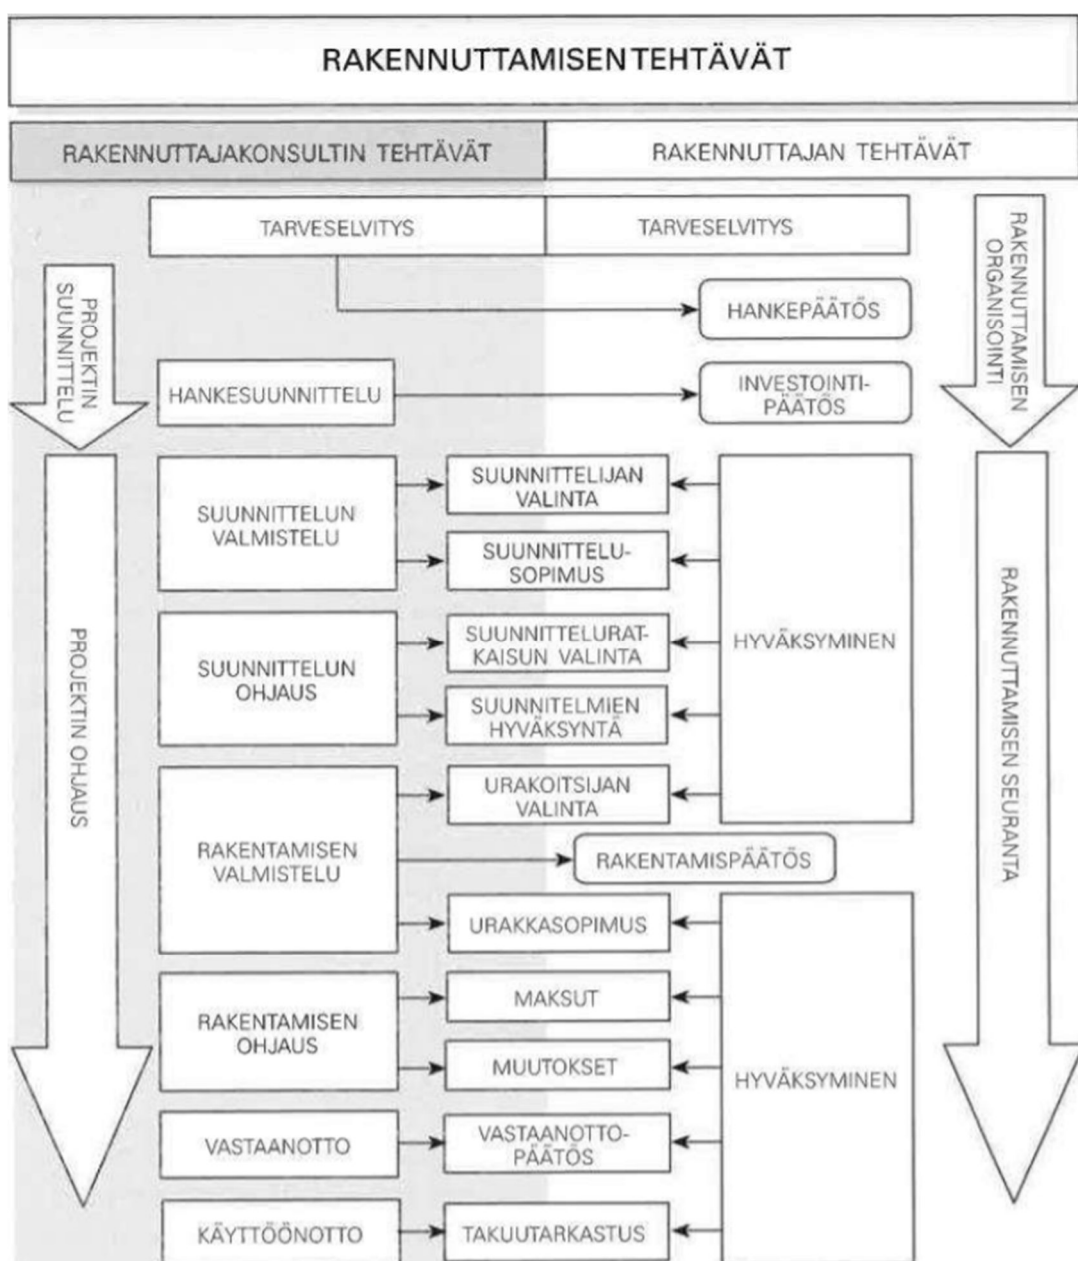 RAKENNUTTAMISEN TEHTÄVÄT
RAKENNUTTAJAKONSULTIN TEHTÄVÄT
RAKENNUTTAJAN TEHTÄVÄT
TARVESELVITYS
TARVESELVITYS
PROJEKTIN
SUUNNITTELU
HANKEPÄÄTÖS
RAKENNUTTAMISEN
ORGANISOINTI
HANKESUUNNITTELU
INVESTOINTI-
PÄÄTÖS
PROJEKTIN OHJAUS
SUUNNITTELUN
VALMISTELU
SUUNNITTELIJAN
VALINTA
SUUNNITTELU-
SOPIMUS
HYVÄKSYMINEN
RAKENNUTTAMISEN SEURANTA
SUUNNITTELUN
OHJAUS
SUUNNITTELURAT-
KAISUN VALINTA
SUUNNITELMIEN
HYVÄKSYNTÄ
RAKENTAMISEN
VALMISTELU
URAKOITSIJAN
VALINTA
RAKENTAMISPÄÄTÖS
URAKKASOPIMUS
RAKENTAMISEN
OHJAUS
MAKSUT
MUUTOKSET
HYVÄKSYMINEN
VASTAANOTTO
VASTAANOTTO-
PÄÄTÖS
KÄYTTÖÖNOTTO
TAKUUTARKASTUS